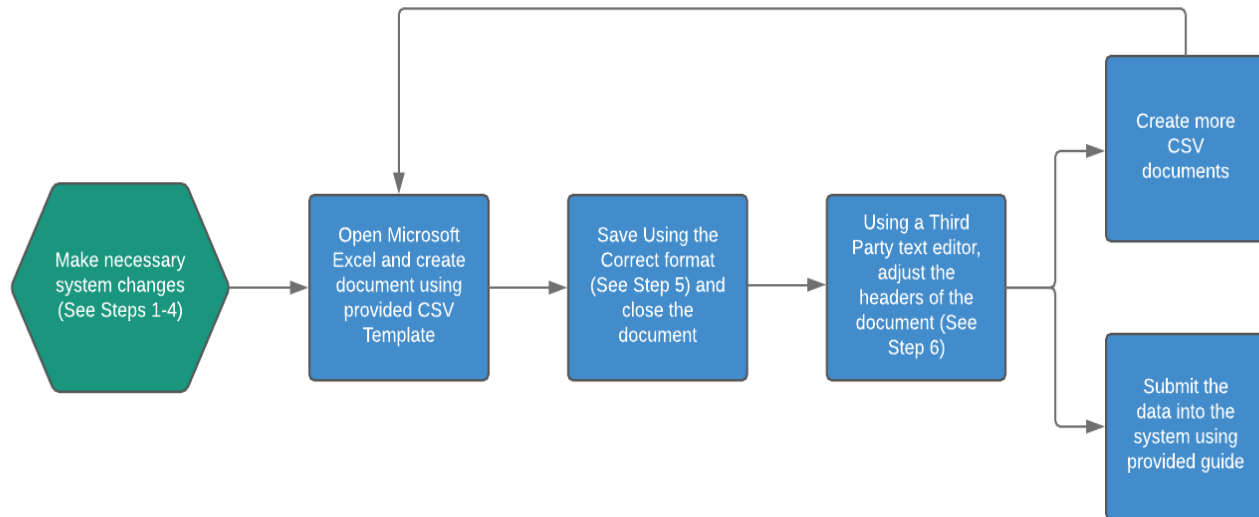 Make necessary
system changes
(See Steps 1-4)
Open Microsoft
Excel and create
document using
provided CSV
Template
Save Using the
Correct format
(See Step 5) and
close the
document
Using a Third
Party text editor,
adjust the
headers of the
document (See
Step 6)
Create more
CSV
documents
Submit the
data into the
system using
provided guide